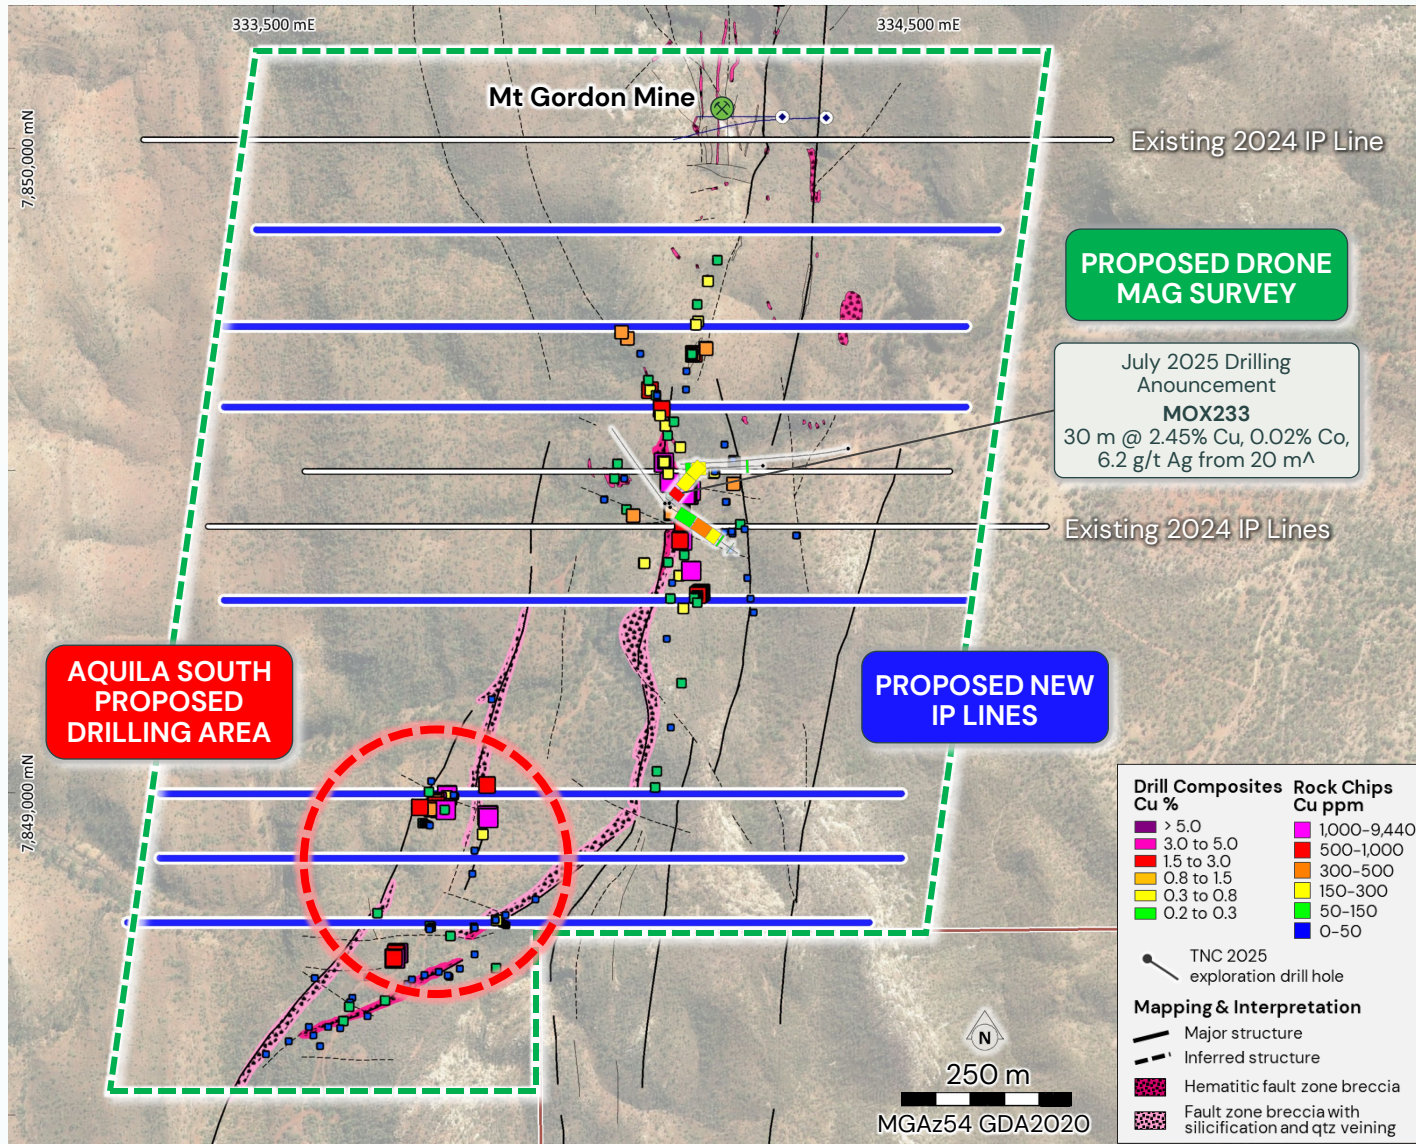 333,500 mE
334,500 mE
7,850,000 mN
7,849,000 mN
Mt Gordon Mine
Existing 2024 IP Line
PROPOSED DRONE
MAG SURVEY
July 2025 Drilling
Anouncement
MOX233
30 m @ 2.45% Cu, 0.02% Co,
6.2 g/t Ag from 20 m^
Existing 2024 IP Lines
AQUILA SOUTH
PROPOSED
DRILLING AREA
PROPOSED NEW
IP LINES
Drill Composites
Cu %
> 5.0
3.0 to 5.0
1.5 to 3.0
0.8 to 1.5
0.3 to 0.8
0.2 to 0.3
Rock Chips
Cu ppm
1,000-9,440
500-1,000
300-500
150-300
50-150
0-50
TNC 2025
exploration drill hole
Mapping & Interpretation
Major structure
Inferred structure
Hematitic fault zone breccia
Fault zone breccia with
silicification and qtz veining
N
250 m
MGAz54 GDA2020